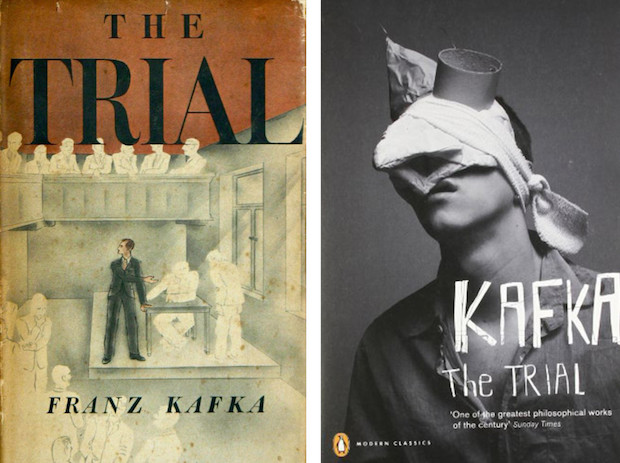 THE
TRIAL
FRANZ KAFKA
KAFKA
The TRIAL
'One of the greatest philosophical works
of the century' Sunday Times
MODERN CLASSICS